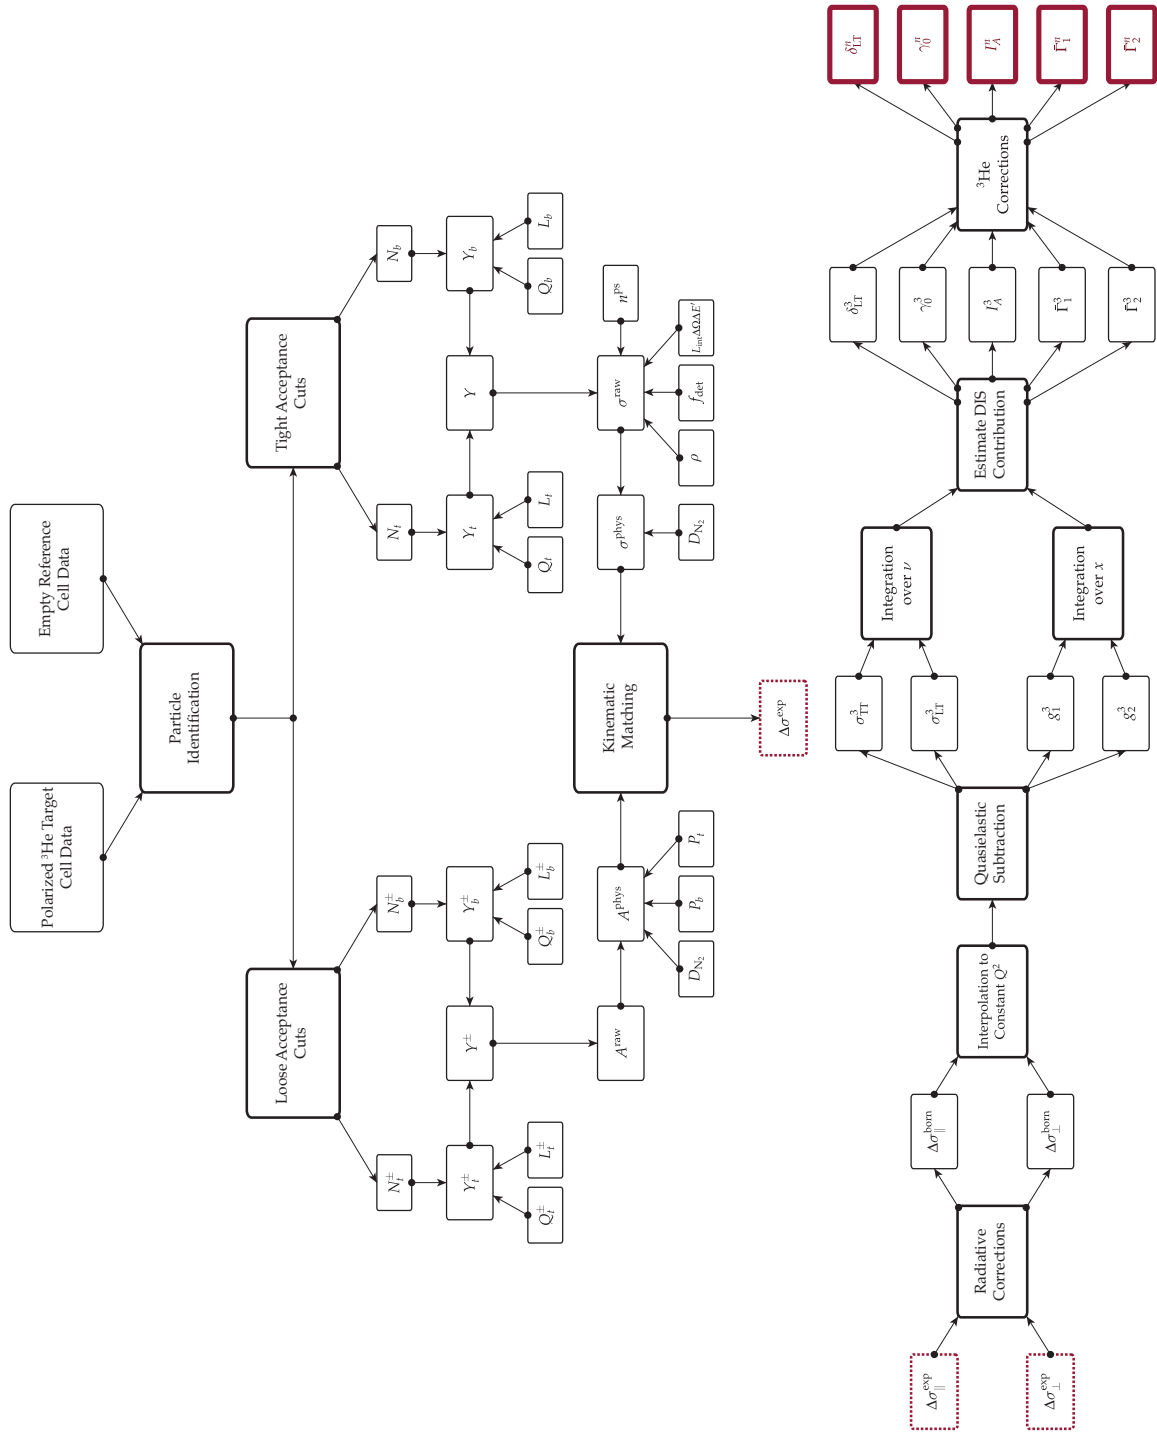 Polarized ³He Target
Cell Data
Empty Reference
Cell Data
Particle
Identification
Loose Acceptance
Cuts
Tight Acceptance
Cuts
N_t^±
N_b^±
N_t
N_b
Y_t^±
Y^±
Y_b^±
Y_t
Y
Y_b
Q_t^±
L_t^±
Q_b^±
L_b^±
Q_t
L_t
Q_b
L_b
A^raw
A^phys
Kinematic
Matching
σ^phys
σ^raw
n^ps
D_N₂
P_b
P_t
D_N₂
ρ
f_det
L_intΔΩΔE′
Δσ^exp
Δσ_∥^exp
Δσ_⊥^exp
Radiative
Corrections
Δσ_∥^born
Δσ_⊥^born
Interpolation to
Constant Q²
Quasielastic
Subtraction
σ_TT^3
σ_LT^3
g_1^3
g_2^3
Integration
over ν
Integration
over x
Estimate DIS
Contribution
δ_LT^3
γ_0^3
I_A^3
Γ̄_1^3
Γ̄_2^3
³He
Corrections
δ_LT^n
γ_0^n
I_A^n
Γ̄_1^n
Γ̄_2^n